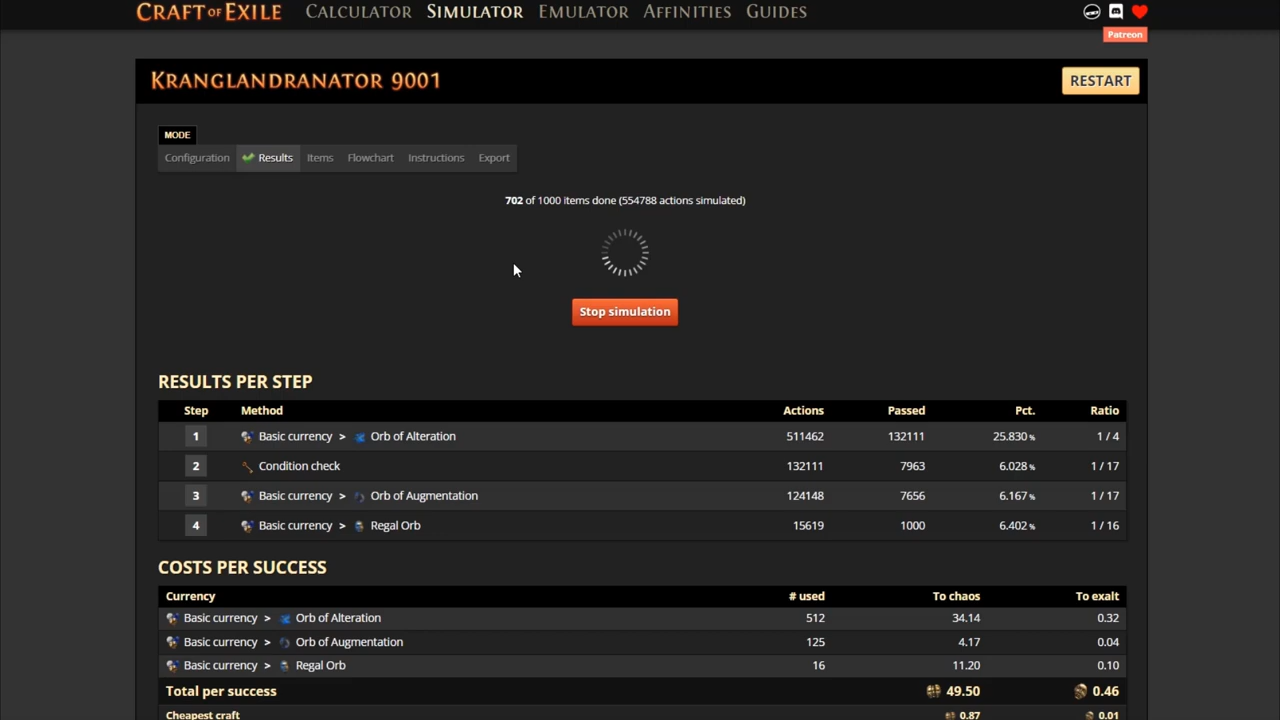 CRAFT OF EXILE CALCULATOR SIMULATOR EMULATOR AFFINITIES GUIDES
Patreon
KRANGLANDRANATOR 9001 RESTART
MODE
Configuration Results Items Flowchart Instructions Export
702 of 1000 items done (554788 actions simulated)
Stop simulation
RESULTS PER STEP
Step Method Actions Passed Pct. Ratio
1 Basic currency > Orb of Alteration 511462 132111 25.830 % 1 / 4
2 Condition check 132111 7963 6.028 % 1 / 17
3 Basic currency > Orb of Augmentation 124148 7656 6.167 % 1 / 17
4 Basic currency > Regal Orb 15619 1000 6.402 % 1 / 16
COSTS PER SUCCESS
Currency # used To chaos To exalt
Basic currency > Orb of Alteration 512 34.14 0.32
Basic currency > Orb of Augmentation 125 4.17 0.04
Basic currency > Regal Orb 16 11.20 0.10
Total per success 49.50 0.46
Cheapest craft 0.87 0.01